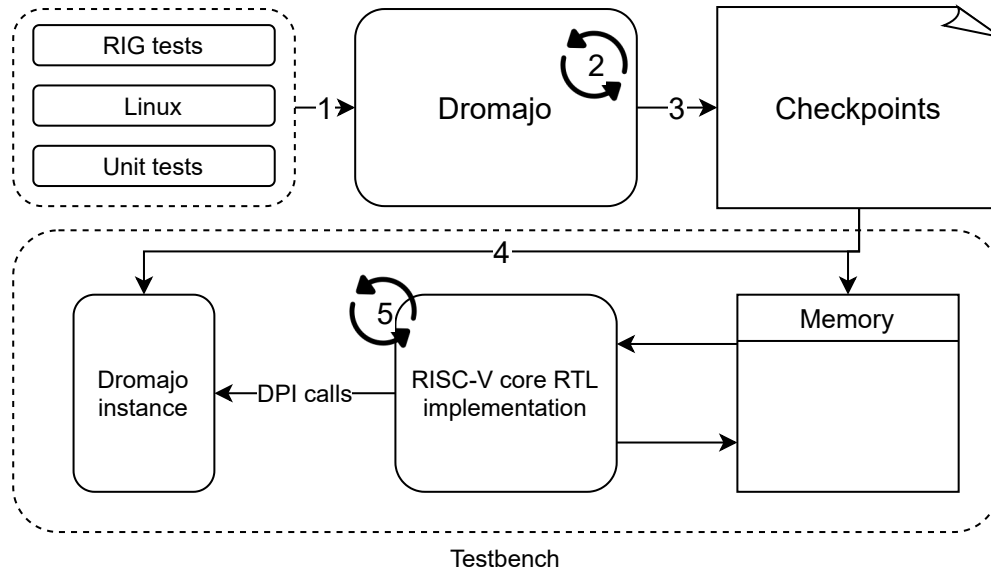 RIG tests
Linux
Unit tests
1
Dromajo
2
3
Checkpoints
4
Dromajo
instance
DPI calls
5
RISC-V core RTL
implementation
Memory
Testbench